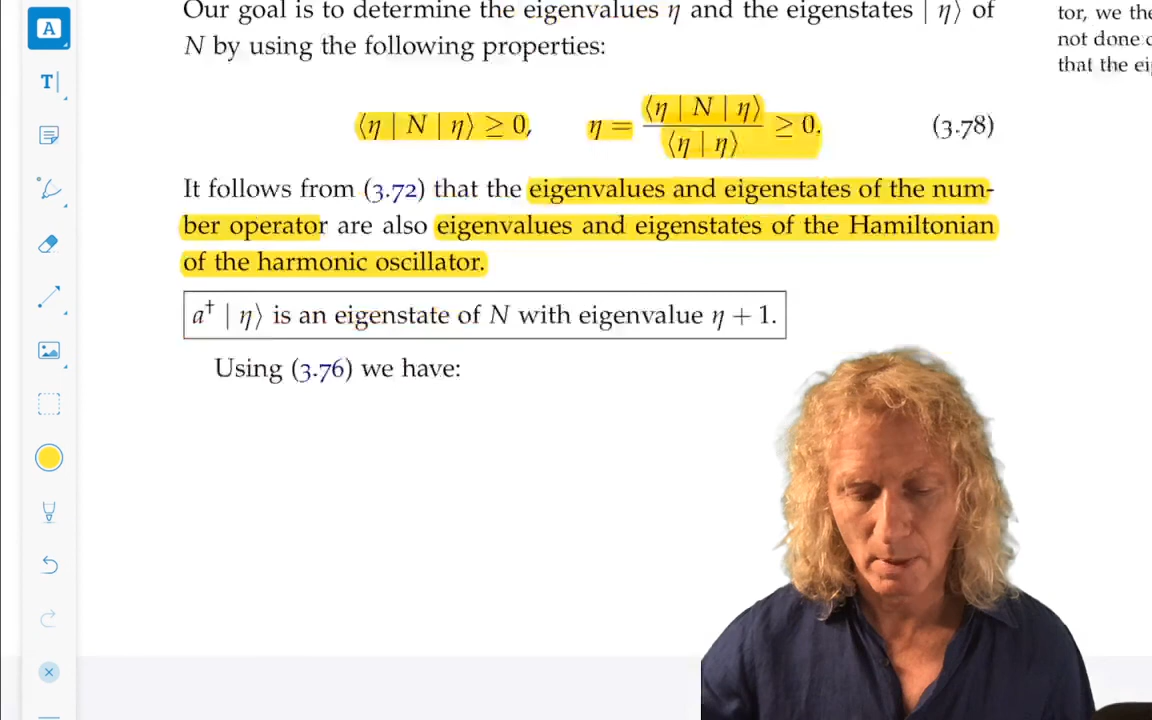 Our goal is to determine the eigenvalues η and the eigenstates | η⟩ of
N by using the following properties:
⟨η | N | η⟩ ≥ 0, η = ⟨η | N | η⟩ / ⟨η | η⟩ ≥ 0. (3.78)
It follows from (3.72) that the eigenvalues and eigenstates of the num-
ber operator are also eigenvalues and eigenstates of the Hamiltonian
of the harmonic oscillator.
a† | η⟩ is an eigenstate of N with eigenvalue η + 1.
Using (3.76) we have:
tor, we the
not done
that the
A
T